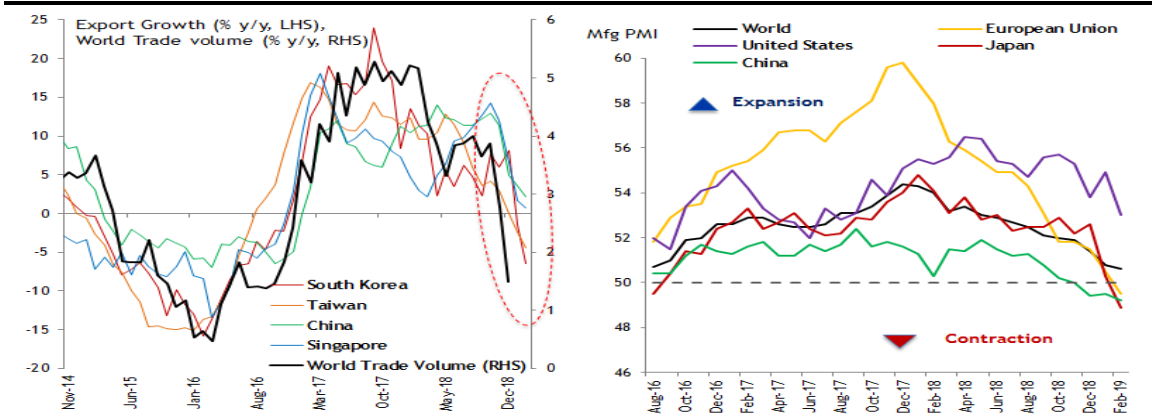 Export Growth (% y/y, LHS),
World Trade volume (% y/y, RHS)
25
20
15
10
5
0
-5
-10
-15
-20
6
5
4
3
2
1
0
South Korea
Taiwan
China
Singapore
World Trade Volume (RHS)
Nov-14
Jun-15
Jan-16
Aug-16
Mar-17
Oct-17
May-18
Dec-18
Mfg PMI
World
European Union
United States
Japan
China
60
58
56
54
52
50
48
46
Expansion
Contraction
Aug-16
Oct-16
Dec-16
Feb-17
Apr-17
Jun-17
Aug-17
Oct-17
Dec-17
Feb-18
Apr-18
Jun-18
Aug-18
Oct-18
Dec-18
Feb-19